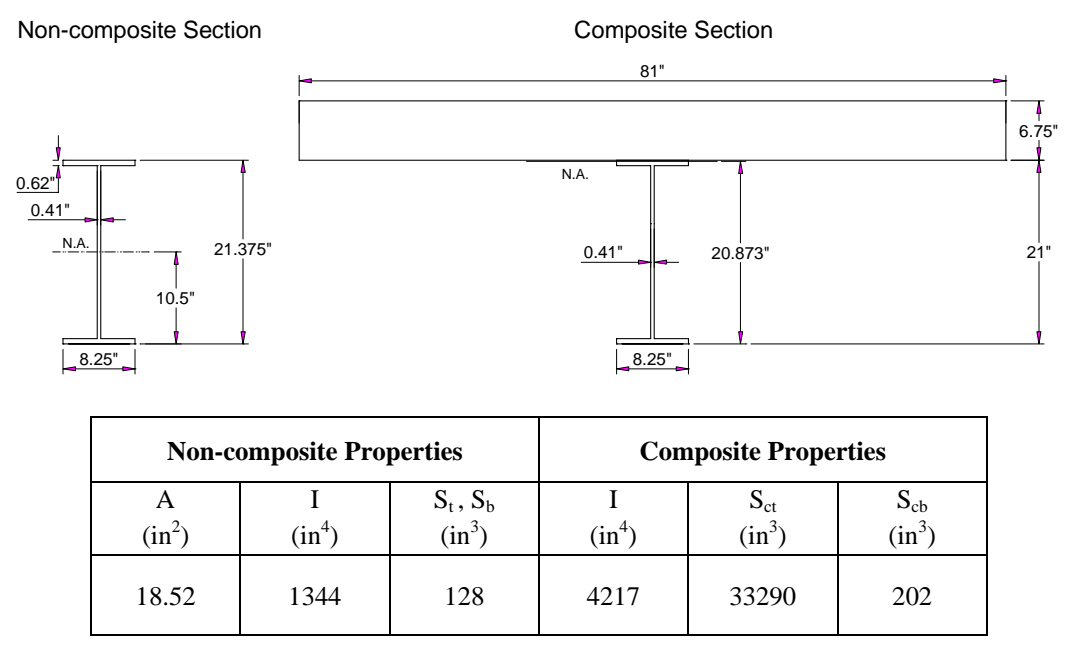 Non-composite Section
Composite Section
81"
6.75"
0.62"
0.41"
N.A.
21.375"
10.5"
8.25"
N.A.
0.41"
20.873"
21"
8.25"
Non-composite Properties
Composite Properties
A (in²)
I (in⁴)
St , Sb (in³)
I (in⁴)
Sct (in³)
Scb (in³)
18.52
1344
128
4217
33290
202